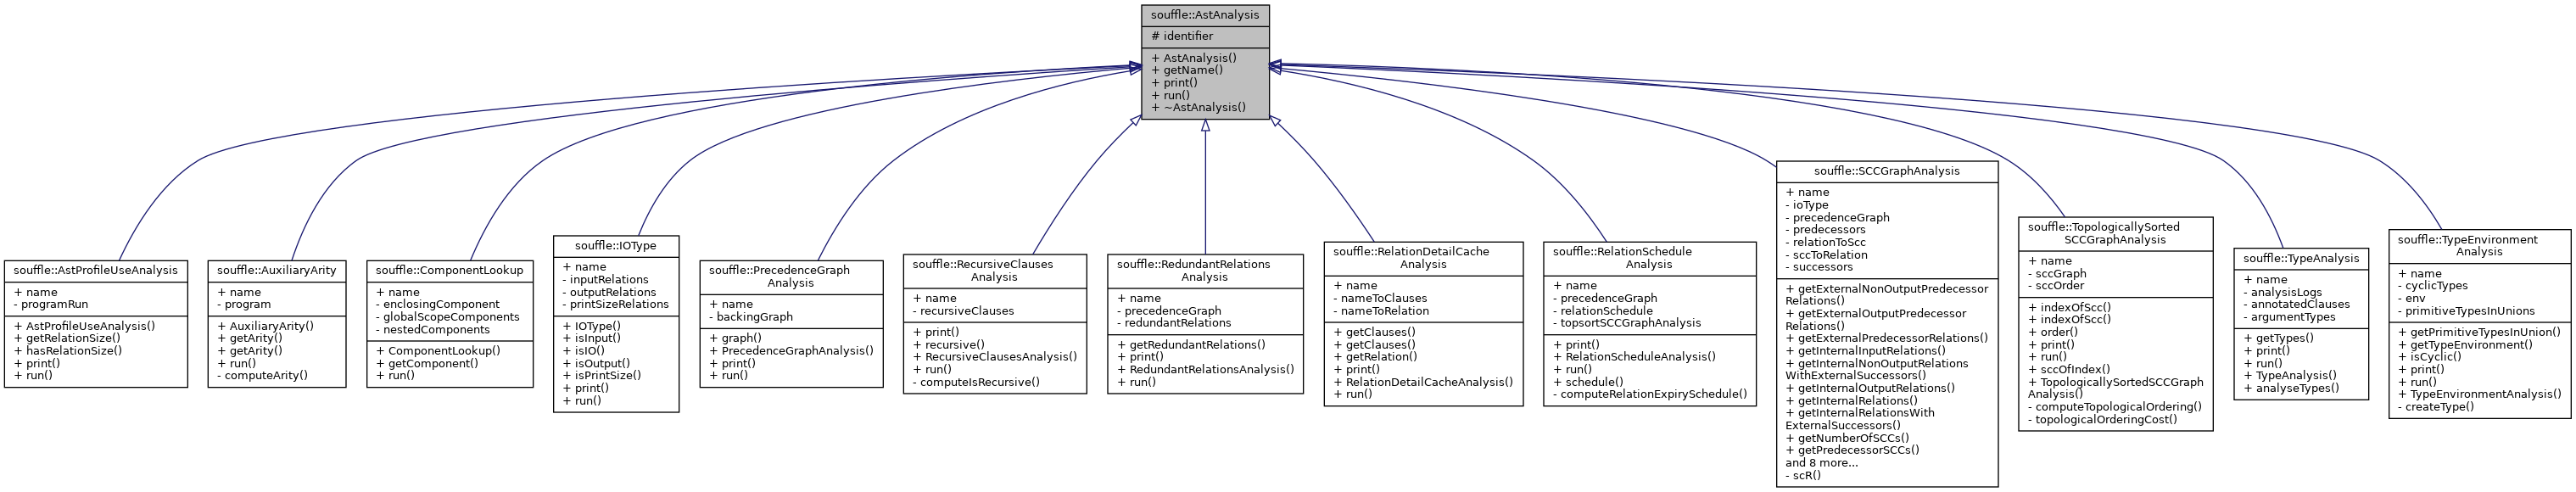 souffle::AstAnalysis
# identifier
+ AstAnalysis()
+ getName()
+ print()
+ run()
+ ~AstAnalysis()
souffle::AstProfileUseAnalysis
+ name
- programRun
+ AstProfileUseAnalysis()
+ getRelationSize()
+ hasRelationSize()
+ print()
+ run()
souffle::AuxiliaryArity
+ name
- program
+ AuxiliaryArity()
+ getArity()
+ getArity()
+ run()
- computeArity()
souffle::ComponentLookup
+ name
- enclosingComponent
- globalScopeComponents
- nestedComponents
+ ComponentLookup()
+ getComponent()
+ run()
souffle::IOType
+ name
- inputRelations
- outputRelations
- printSizeRelations
+ IOType()
+ isInput()
+ isIO()
+ isOutput()
+ isPrintSize()
+ print()
+ run()
souffle::PrecedenceGraph
Analysis
+ name
- backingGraph
+ graph()
+ PrecedenceGraphAnalysis()
+ print()
+ run()
souffle::RecursiveClauses
Analysis
+ name
- recursiveClauses
+ print()
+ recursive()
+ RecursiveClausesAnalysis()
+ run()
- computeIsRecursive()
souffle::RedundantRelations
Analysis
+ name
- precedenceGraph
- redundantRelations
+ getRedundantRelations()
+ print()
+ RedundantRelationsAnalysis()
+ run()
souffle::RelationDetailCache
Analysis
+ name
- nameToClauses
- nameToRelation
+ getClauses()
+ getClauses()
+ getRelation()
+ print()
+ RelationDetailCacheAnalysis()
+ run()
souffle::RelationSchedule
Analysis
+ name
- precedenceGraph
- relationSchedule
- topsortSCCGraphAnalysis
+ print()
+ RelationScheduleAnalysis()
+ run()
+ schedule()
- computeRelationExpirySchedule()
souffle::SCCGraphAnalysis
+ name
- ioType
- precedenceGraph
- predecessors
- relationToScc
- sccToRelation
- successors
+ getExternalNonOutputPredecessor
Relations()
+ getExternalOutputPredecessor
Relations()
+ getExternalPredecessorRelations()
+ getInternalInputRelations()
+ getInternalNonOutputRelations
WithExternalSuccessors()
+ getInternalOutputRelations()
+ getInternalRelations()
+ getInternalRelationsWith
ExternalSuccessors()
+ getNumberOfSCCs()
+ getPredecessorSCCs()
and 8 more...
- scR()
souffle::TopologicallySorted
SCCGraphAnalysis
+ name
- sccGraph
- sccOrder
+ indexOfScc()
+ indexOfScc()
+ order()
+ print()
+ run()
+ sccOfIndex()
+ TopologicallySortedSCCGraph
Analysis()
- computeTopologicalOrdering()
- topologicalOrderingCost()
souffle::TypeAnalysis
+ name
- analysisLogs
- annotatedClauses
- argumentTypes
+ getTypes()
+ print()
+ run()
+ TypeAnalysis()
+ analyseTypes()
souffle::TypeEnvironment
Analysis
+ name
- cyclicTypes
- env
- primitiveTypesInUnions
+ getPrimitiveTypesInUnion()
+ getTypeEnvironment()
+ isCyclic()
+ print()
+ run()
+ TypeEnvironmentAnalysis()
- createType()